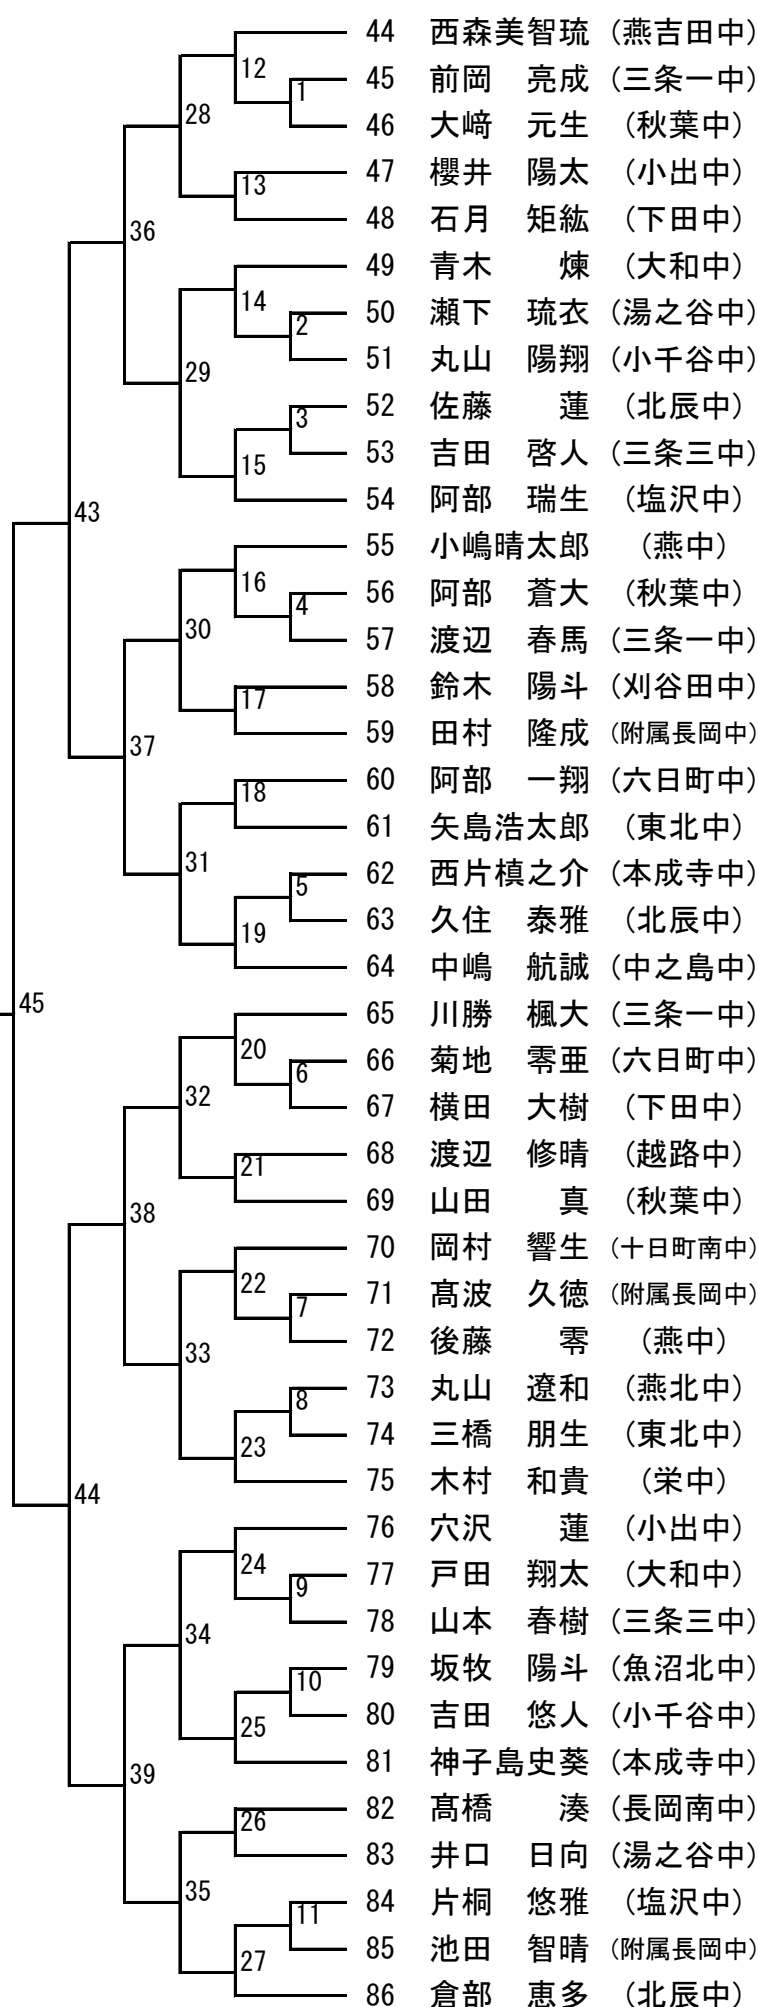 44 西森美智琉 (燕吉田中)
12
45 前岡 亮成 (三条一中)
1
28
46 大﨑 元生 (秋葉中)
47 櫻井 陽太 (小出中)
13
48 石月 矩紘 (下田中)
36
49 青木 煉 (大和中)
14
50 瀬下 琉衣 (湯之谷中)
2
51 丸山 陽翔 (小千谷中)
29
52 佐藤 蓮 (北辰中)
3
53 吉田 啓人 (三条三中)
15
54 阿部 瑞生 (塩沢中)
43
55 小嶋晴太郎 (燕中)
16
56 阿部 蒼大 (秋葉中)
4
30
57 渡辺 春馬 (三条一中)
58 鈴木 陽斗 (刈谷田中)
17
59 田村 隆成 (附属長岡中)
37
60 阿部 一翔 (六日町中)
18
61 矢島浩太郎 (東北中)
31
62 西片槙之介 (本成寺中)
5
63 久住 泰雅 (北辰中)
19
64 中嶋 航誠 (中之島中)
45
65 川勝 楓大 (三条一中)
20
66 菊地 零亜 (六日町中)
6
32
67 横田 大樹 (下田中)
68 渡辺 修晴 (越路中)
21
69 山田 真 (秋葉中)
38
70 岡村 響生 (十日町南中)
22
71 髙波 久徳 (附属長岡中)
7
72 後藤 零 (燕中)
33
73 丸山 遼和 (燕北中)
8
74 三橋 朋生 (東北中)
23
75 木村 和貴 (栄中)
44
76 穴沢 蓮 (小出中)
24
77 戸田 翔太 (大和中)
9
78 山本 春樹 (三条三中)
34
79 坂牧 陽斗 (魚沼北中)
10
80 吉田 悠人 (小千谷中)
25
81 神子島史葵 (本成寺中)
39
82 髙橋 湊 (長岡南中)
26
83 井口 日向 (湯之谷中)
35
84 片桐 悠雅 (塩沢中)
11
85 池田 智晴 (附属長岡中)
27
86 倉部 恵多 (北辰中)